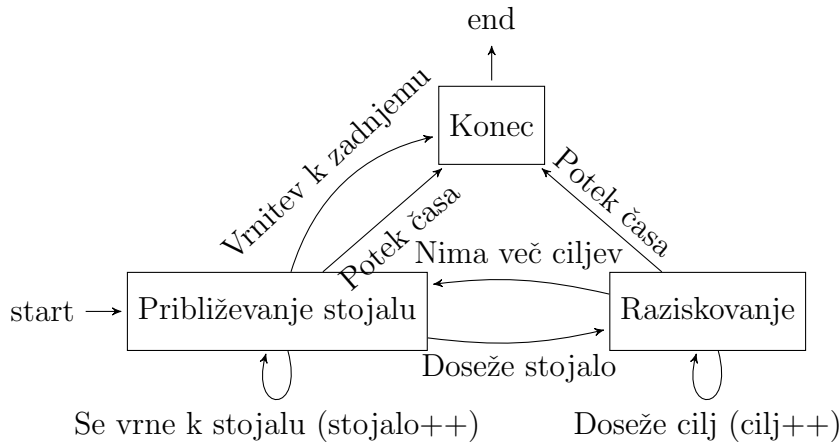 end
Konec
Vrnitev k zadnjemu
Potek časa
Potek časa
Nima več ciljev
start
Približevanje stojalu
Raziskovanje
Doseže stojalo
Se vrne k stojalu (stojalo++)
Doseže cilj (cilj++)